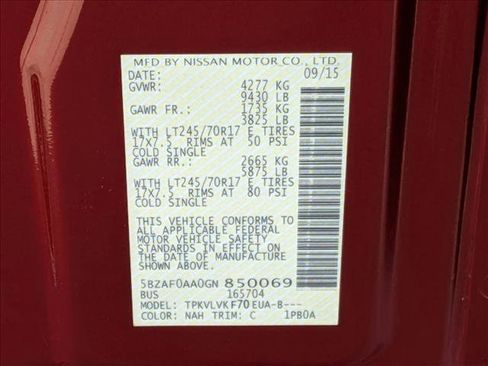 MFD BY NISSAN MOTOR CO., LTD.
DATE: 09/15
GVWR: 4277 KG
9430 LB
GAWR FR.: 1735 KG
3825 LB
WITH LT245/70R17 E TIRES
17X7.5 RIMS AT 50 PSI
COLD SINGLE
GAWR RR.: 2665 KG
5875 LB
WITH LT245/70R17 E TIRES
17X7.5 RIMS AT 80 PSI
COLD SINGLE
THIS VEHICLE CONFORMS TO
ALL APPLICABLE FEDERAL
MOTOR VEHICLE SAFETY
STANDARDS IN EFFECT ON
THE DATE OF MANUFACTURE
SHOWN ABOVE.
5BZAF0AA0GN 850069
BUS 165704
MODEL: TPKVLVKF70EUA-B---
COLOR: NAH TRIM: C 1PB0A